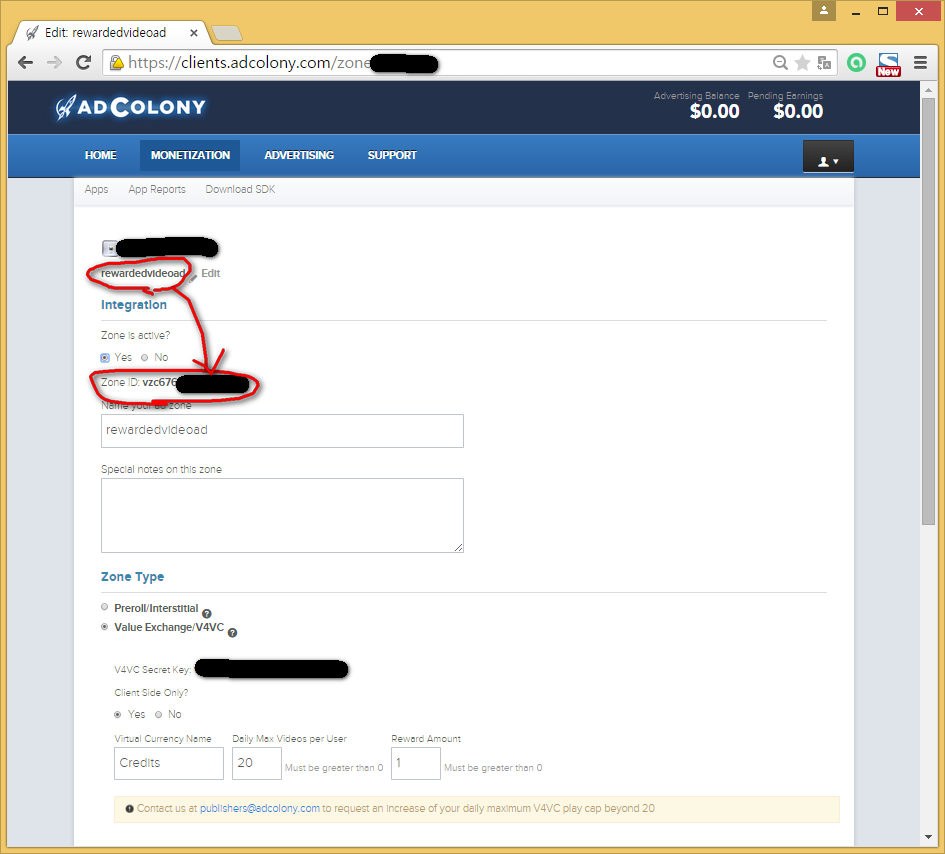 Edit: rewardedvideoad
https://clients.adcolony.com/zone
New
ADCOLONY
Advertising Balance Pending Earnings
$0.00 $0.00
HOME MONETIZATION ADVERTISING SUPPORT
Apps App Reports Download SDK
rewardedvideoad Edit
Integration
Zone is active?
Yes No
Zone ID: vzc676
Name your ad zone
rewardedvideoad
Special notes on this zone
Zone Type
Preroll/Interstitial ?
Value Exchange/V4VC ?
V4VC Secret Key:
Client Side Only?
Yes No
Virtual Currency Name Daily Max Videos per User Reward Amount
Credits 20 Must be greater than 0 1 Must be greater than 0
Contact us at publishers@adcolony.com to request an increase of your daily maximum V4VC play cap beyond 20